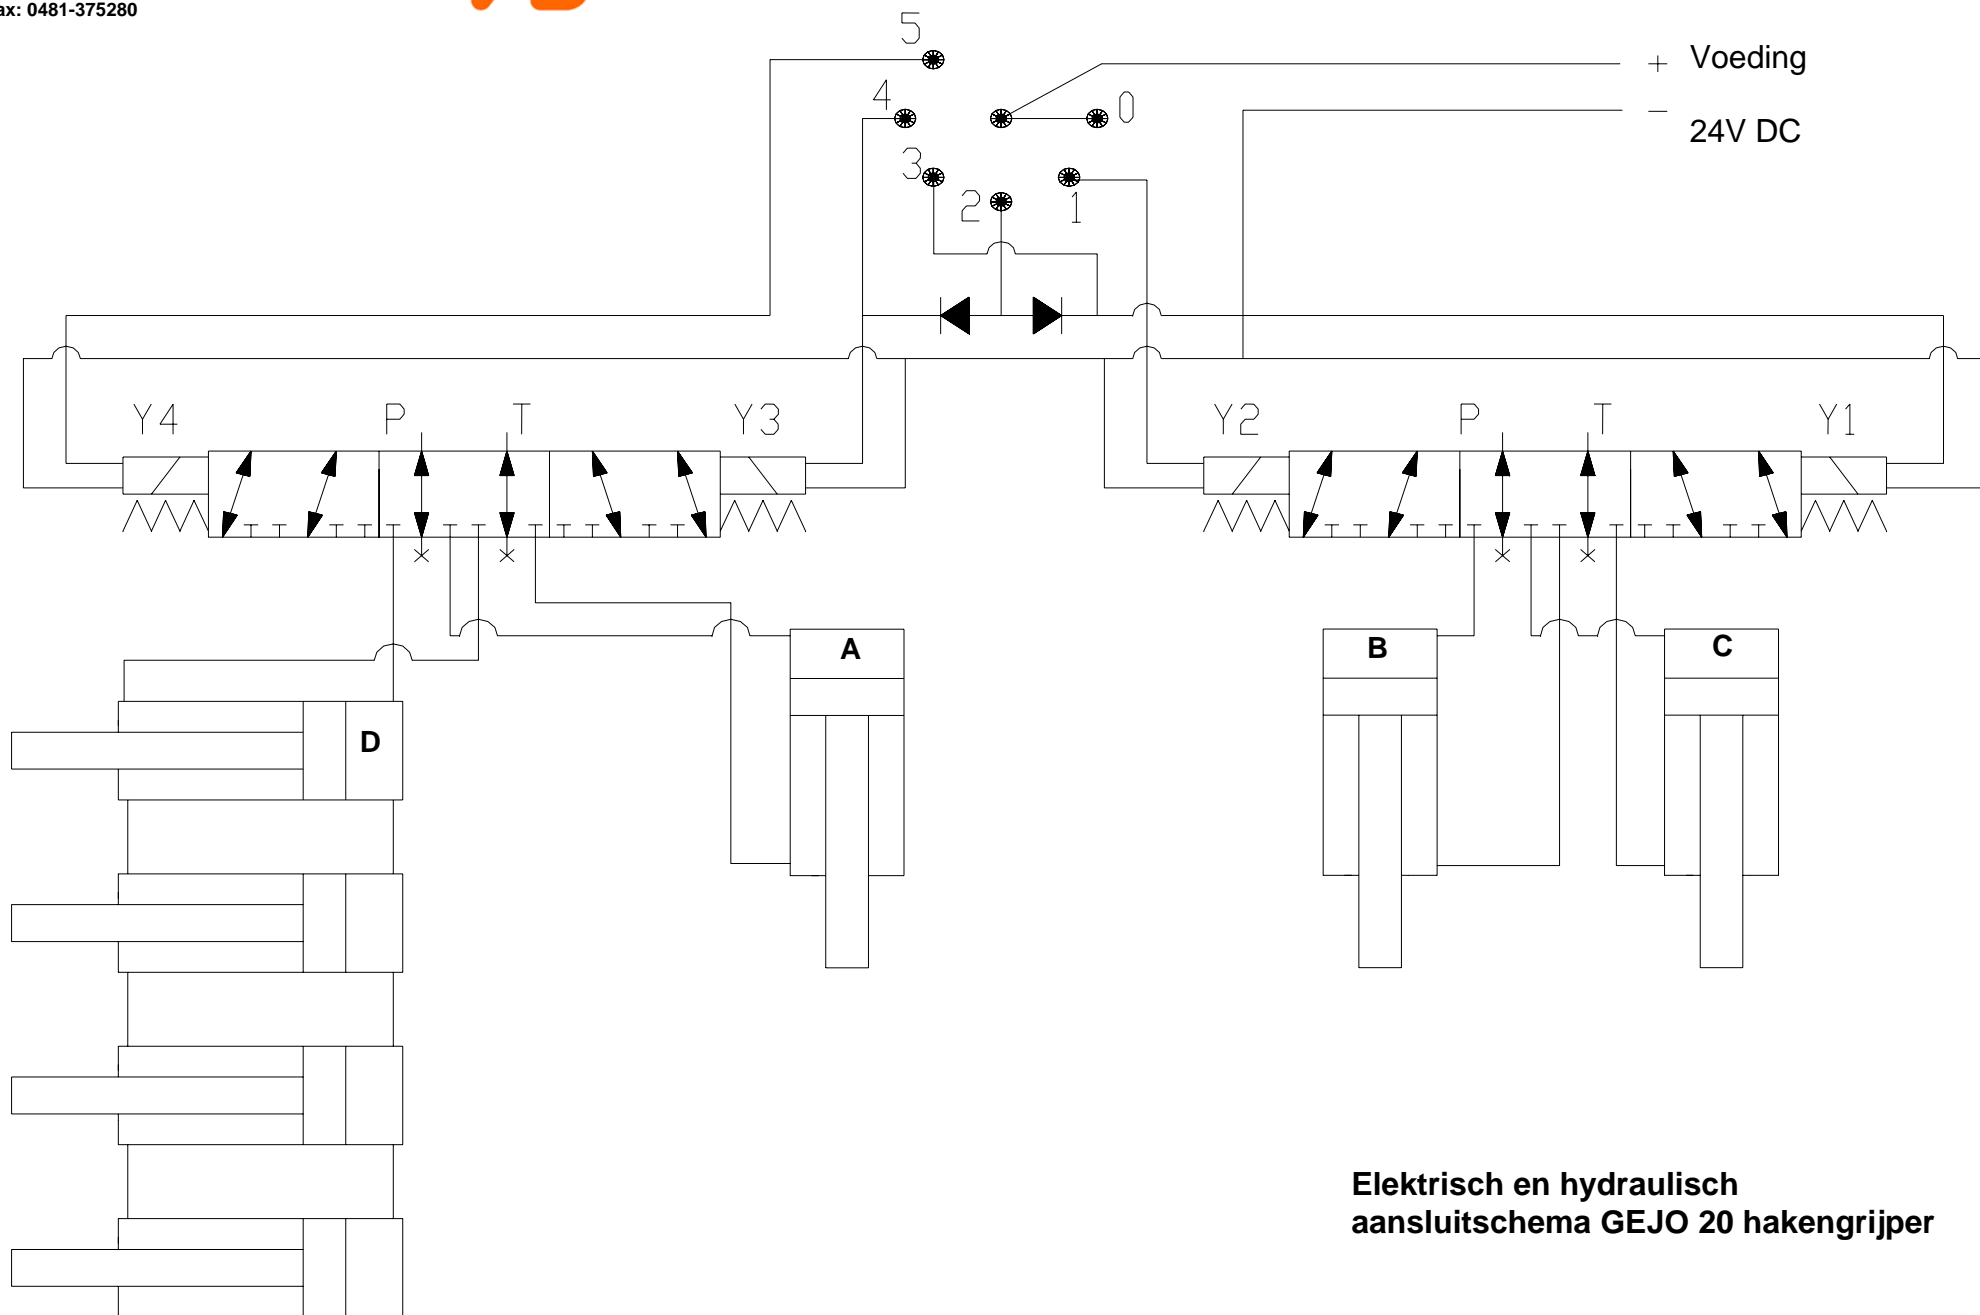 ax: 0481-375280
5
+ Voeding
4
0
− 24V DC
3
2
1
Y4
P
T
Y3
Y2
P
T
Y1
A
B
C
D
Elektrisch en hydraulisch
aansluitschema GEJO 20 hakengrijper